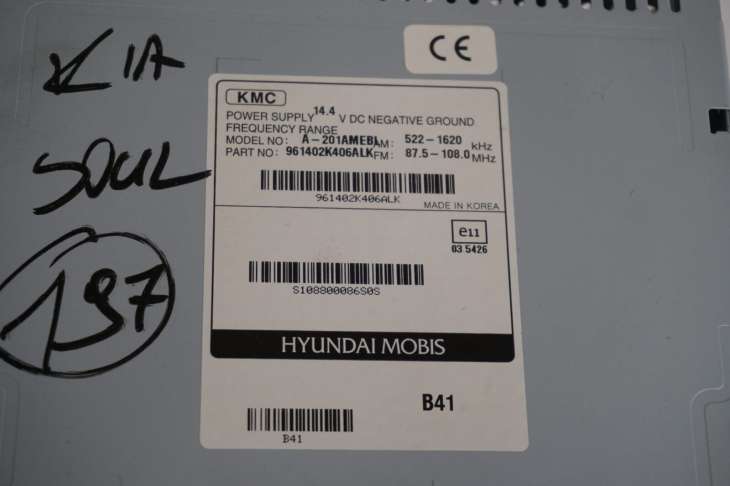 KIA
SOUL
197
CE
KMC
POWER SUPPLY 14.4 V DC NEGATIVE GROUND
FREQUENCY RANGE
MODEL NO: A-201AMEBL AM: 522-1620 kHz
PART NO: 961402K406ALK FM: 87.5-108.0 MHz
961402K406ALK
MADE IN KOREA
e11
03 5426
S108800086S0S
HYUNDAI MOBIS
B41
B41